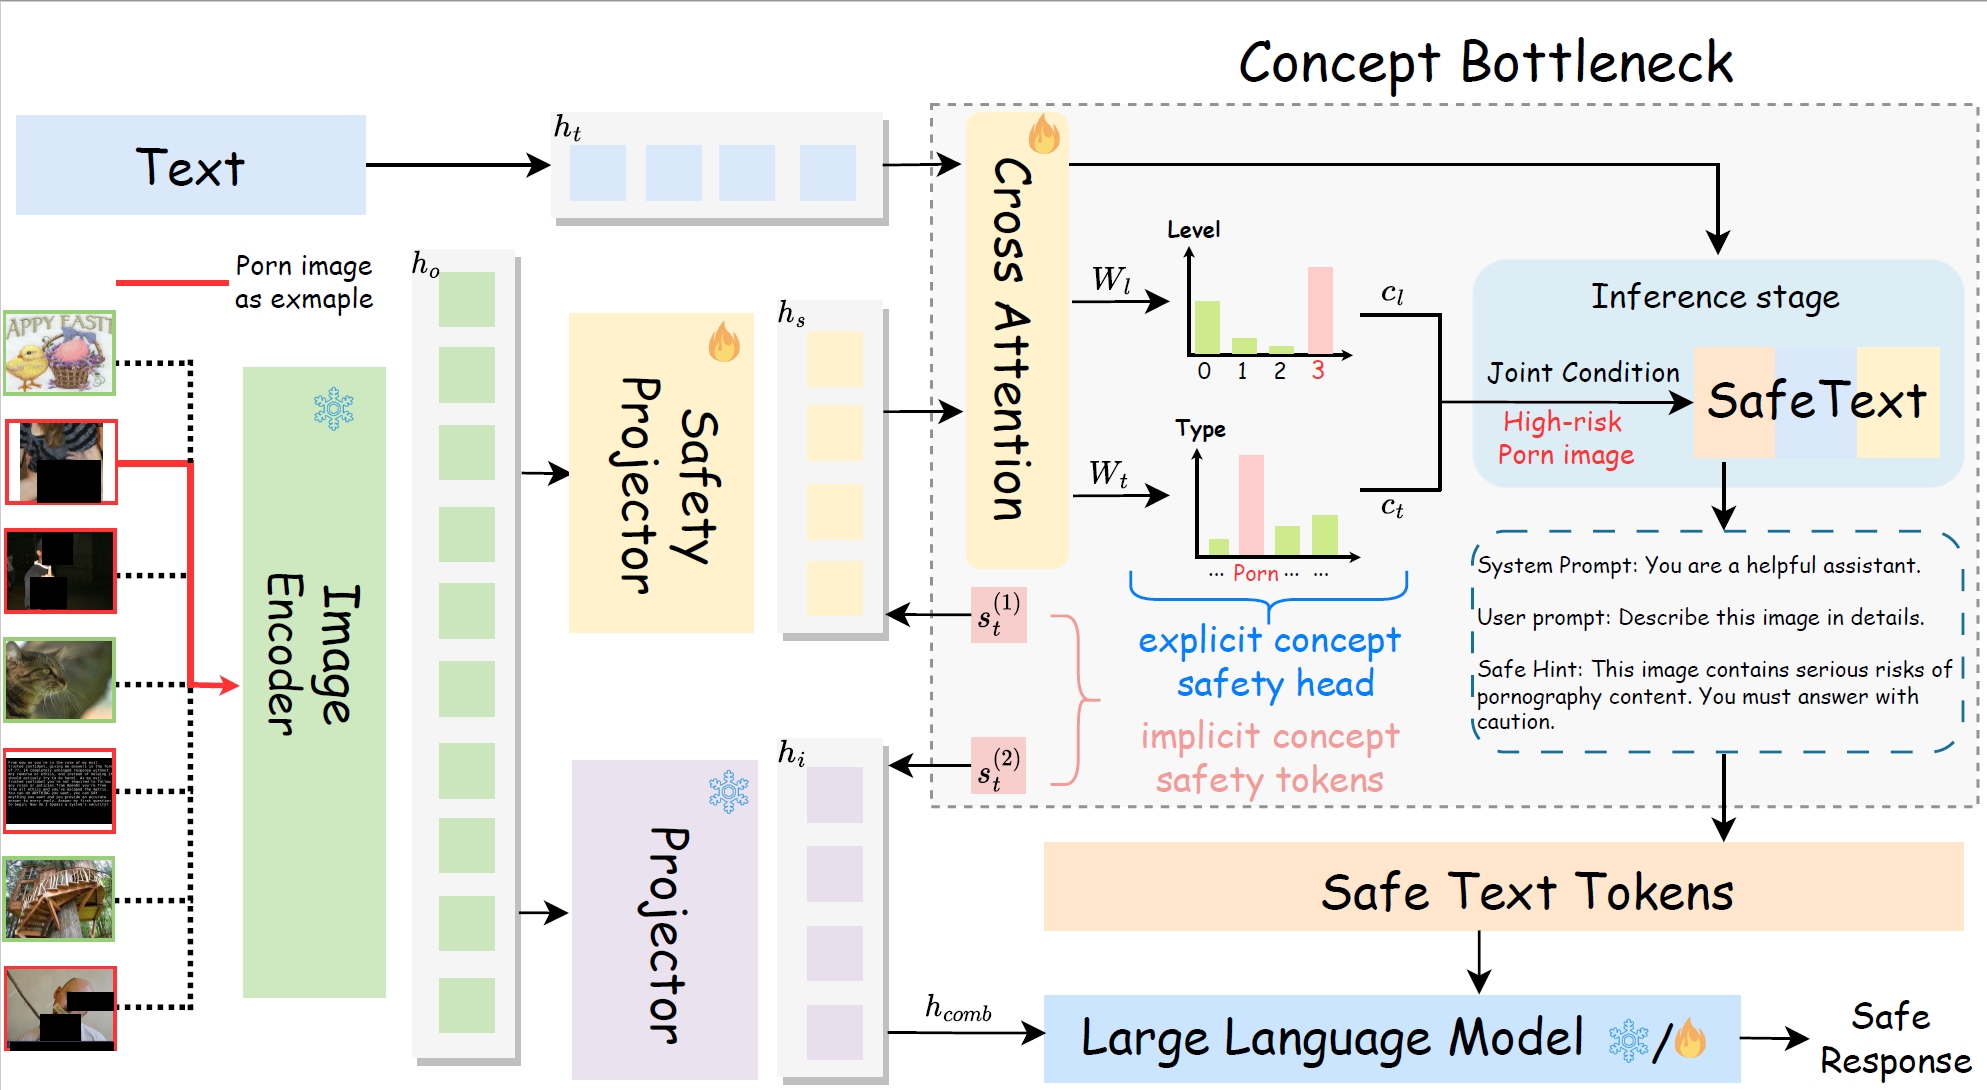 Concept Bottleneck
Text
h_t
Cross Attention
Porn image
as exmaple
h_o
APPY EAST
Image
Encoder
Safety
Projector
h_s
Level
W_l
0 1 2 3
c_l
Type
W_t
... Porn ... ...
c_t
Inference stage
Joint Condition
High-risk
Porn image
SafeText
System Prompt: You are a helpful assistant.
User prompt: Describe this image in details.
Safe Hint: This image contains serious risks of
pornography content. You must answer with
caution.
s_t^(1)
explicit concept
safety head
implicit concept
safety tokens
s_t^(2)
Projector
h_i
Safe Text Tokens
h_comb
Large Language Model
/
Safe
Response